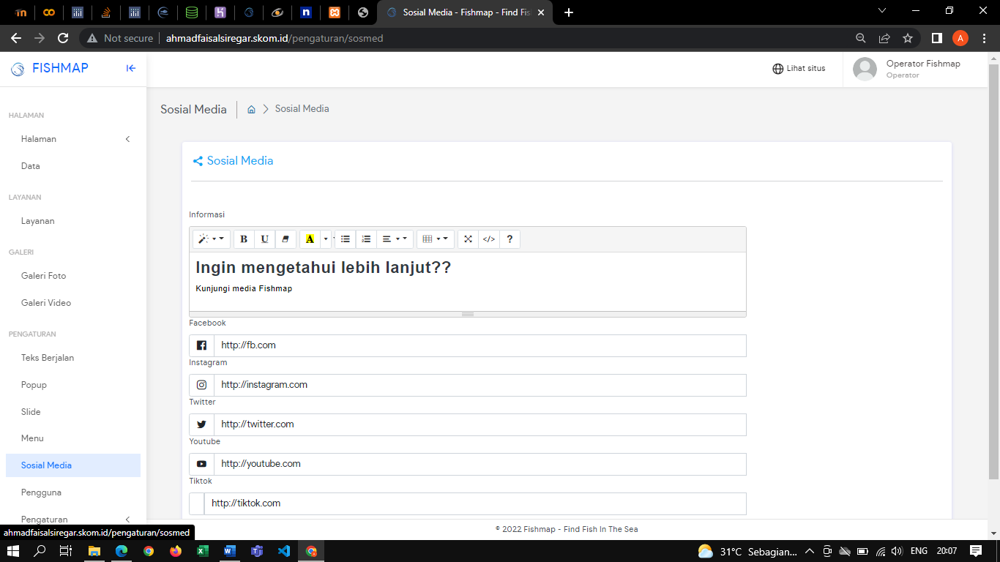 Sosial Media - Fishmap - Find Fis
Not secure
ahmadfaisalsiregar.skom.id/pengaturan/sosmed
A
FISHMAP
Lihat situs
Operator Fishmap
Operator
HALAMAN
Halaman
Data
LAYANAN
Layanan
GALERI
Galeri Foto
Galeri Video
PENGATURAN
Teks Berjalan
Popup
Slide
Menu
Sosial Media
Pengguna
Pengaturan
ahmadfaisalsiregar.skom.id/pengaturan/sosmed
Sosial Media
Sosial Media
Sosial Media
Informasi
B U A </> ?
Ingin mengetahui lebih lanjut??
Kunjungi media Fishmap
Facebook
http://fb.com
Instagram
http://instagram.com
Twitter
http://twitter.com
Youtube
http://youtube.com
Tiktok
http://tiktok.com
© 2022 Fishmap - Find Fish In The Sea
31°C Sebagian... ENG 20:07